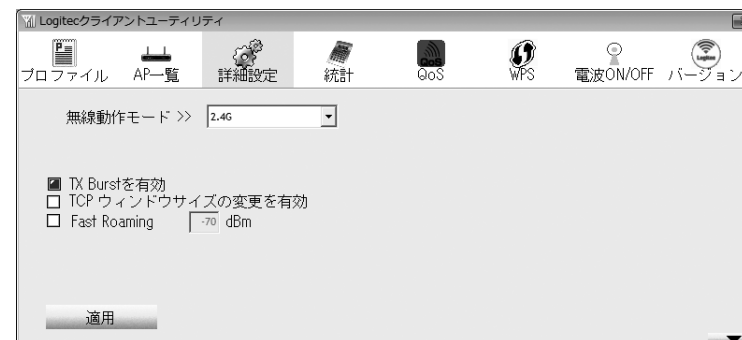 Logitecクライアントユーティリティ
プロファイル AP一覧 詳細設定 統計 QoS WPS 電波ON/OFF バージョン
無線動作モード >> 2.4G
TX Burstを有効
TCP ウィンドウサイズの変更を有効
Fast Roaming -70 dBm
適用